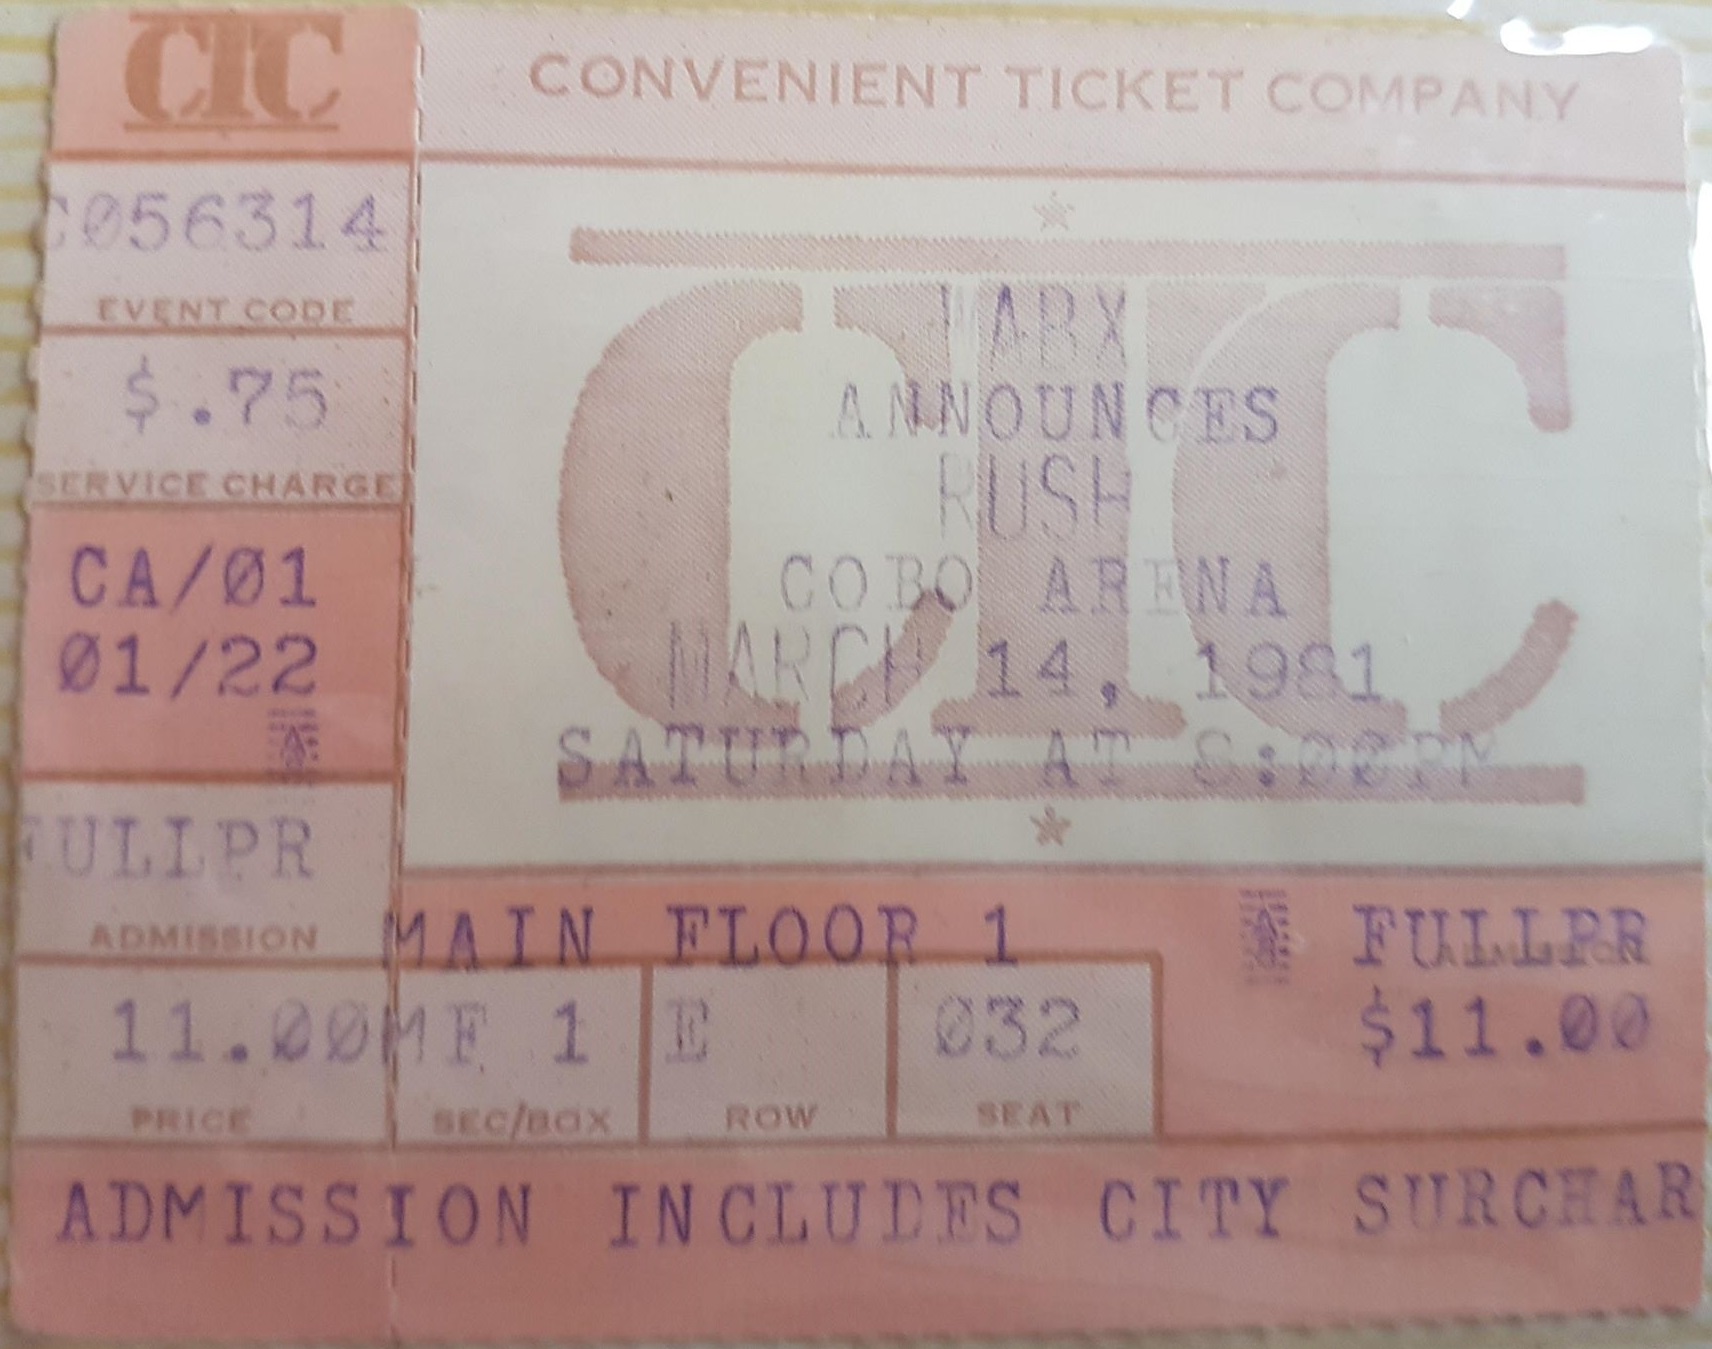 CTC
CONVENIENT TICKET COMPANY
C056314
EVENT CODE
$.75
SERVICE CHARGE
CA/01
01/22
FULLPR
ADMISSION
11.00
PRICE
CTC
WABX
ANNOUNCES
RUSH
COBO ARENA
MARCH 14, 1981
SATURDAY AT 8:00PM
MAIN FLOOR 1
MF 1
SEC/BOX
E
ROW
032
SEAT
A
FULLPR
$11.00
ADMISSION INCLUDES CITY SURCHAR